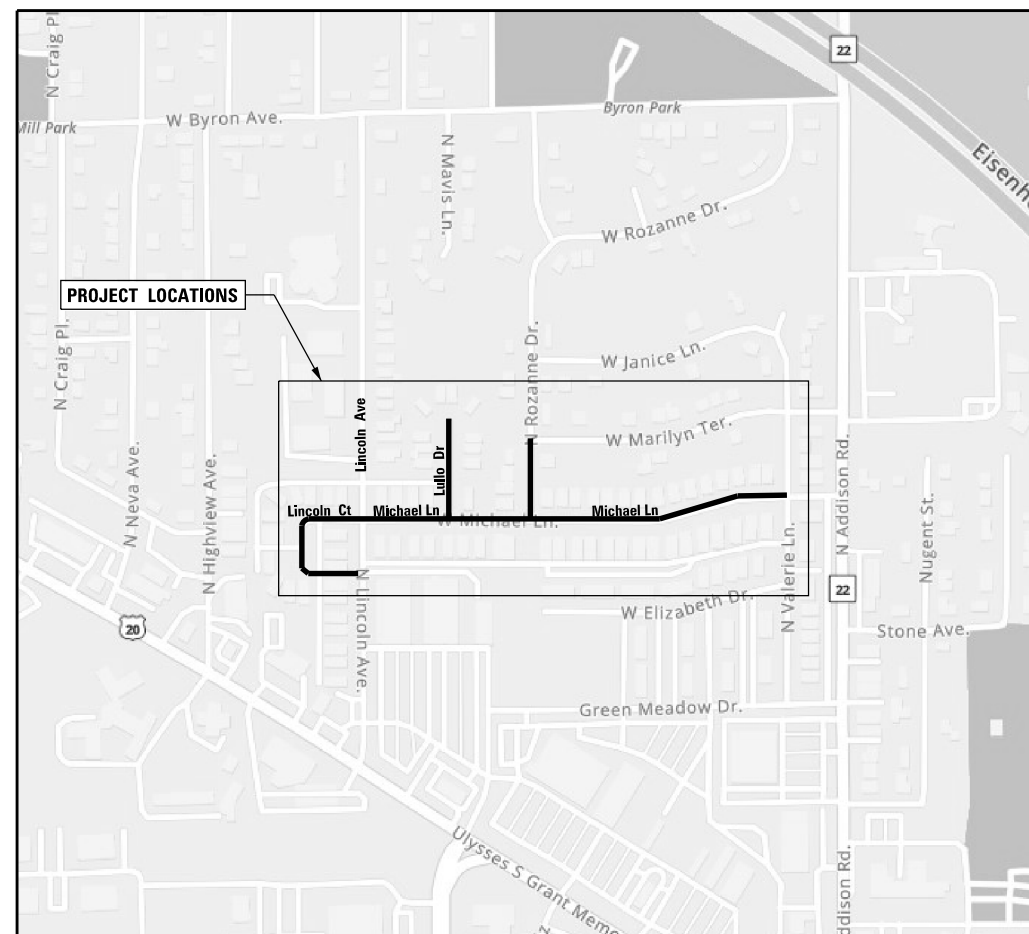 N Craig Pl
22
Mill Park
W Byron Ave.
Byron Park
Eisenh
N Mavis Ln.
W Rozanne Dr.
PROJECT LOCATIONS
N Craig Pl.
N Rozanne Dr.
W Janice Ln.
Lincoln Ave
Lullo Dr
W Marilyn Ter.
N Neva Ave.
N Highview Ave.
N Addison Rd.
Lincoln Ct
Michael Ln
W Michael Ln.
Michael Ln
Nugent St.
N Lincoln Ave.
N Valerie Ln.
22
W Elizabeth Dr.
20
Stone Ave.
Green Meadow Dr.
Ulysses S Grant Memo
ddison Rd.